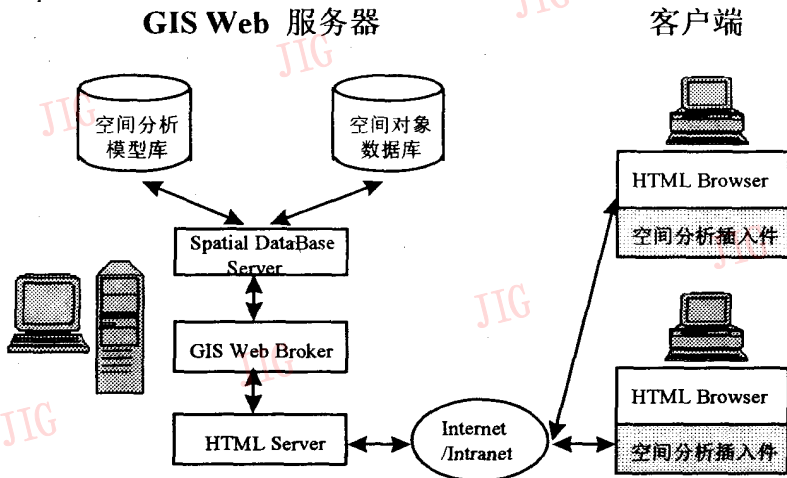 GIS Web 服务器
客户端
空间分析
模型库
空间对象
数据库
Spatial DataBase
Server
GIS Web Broker
HTML Server
Internet
/Intranet
HTML Browser
空间分析插入件
HTML Browser
空间分析插入件
JIG
JIG
JIG
JIG
JIG
JIG
JIG